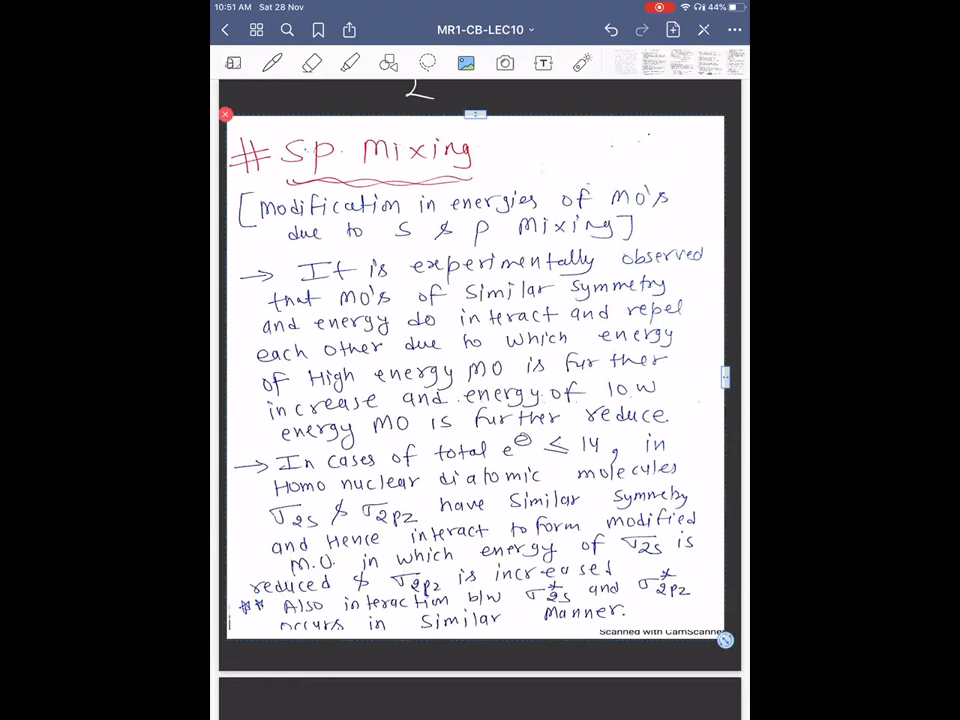 10:51 AM Sat 28 Nov
44%
MR1-CB-LEC10
T
2
# S.p. Mixing
[Modification in energies of MO's
due to s & p Mixing]
→ It is experimentally observed
that MO's of Similar Symmetry
and energy do interact and repel
each other due to which energy
of High energy MO is further
increase and energy of low
energy MO is further reduce.
→ In cases of total e⊖ ≤ 14, in
Homo nuclear diatomic molecules
σ2s & σ2pz have Similar Symmetry
and Hence interact to form modified
M.O. in which energy of σ2s is
reduced & σ2pz is increased
** Also interaction b/w σ*2s and σ*2pz
occurs in Similar Manner.
Scanned with CamScanne